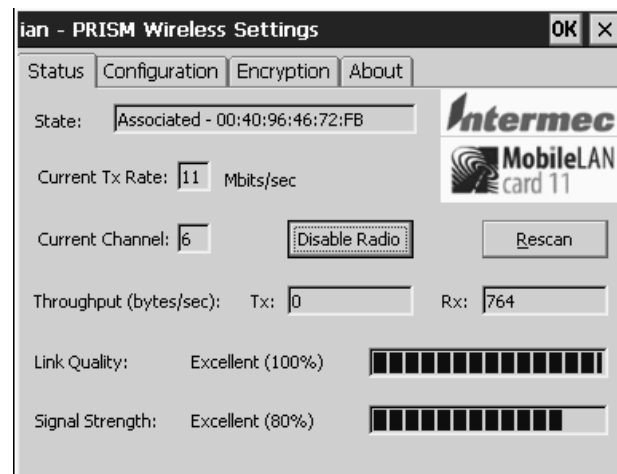 ian - PRISM Wireless Settings OK ×
Status Configuration Encryption About
State: Associated - 00:40:96:46:72:FB
Intermec
MobileLAN
card 11
Current Tx Rate: 11 Mbits/sec
Current Channel: 6 Disable Radio Rescan
Throughput (bytes/sec): Tx: 0 Rx: 764
Link Quality: Excellent (100%)
Signal Strength: Excellent (80%)